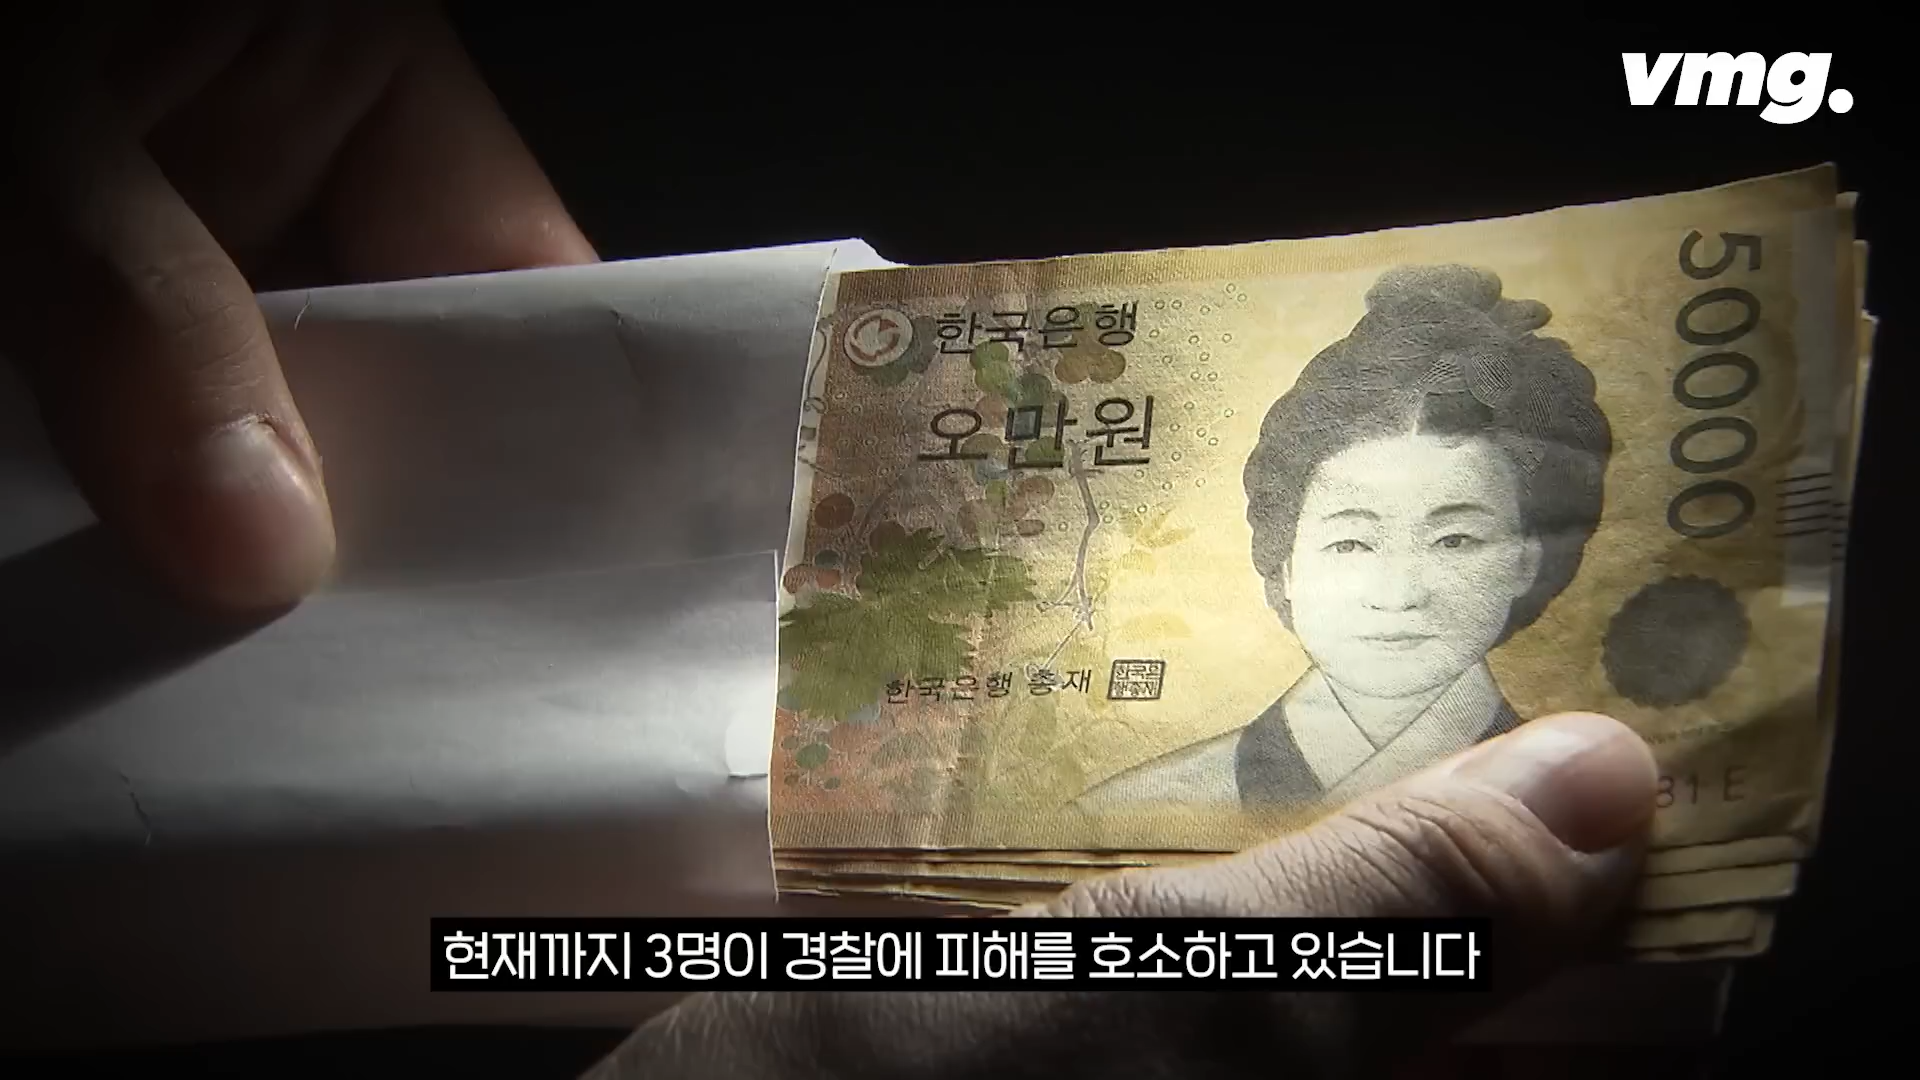 vmg.
한국은행
오만원
50000
한국은행 총재
81 E
현재까지 3명이 경찰에 피해를 호소하고 있습니다